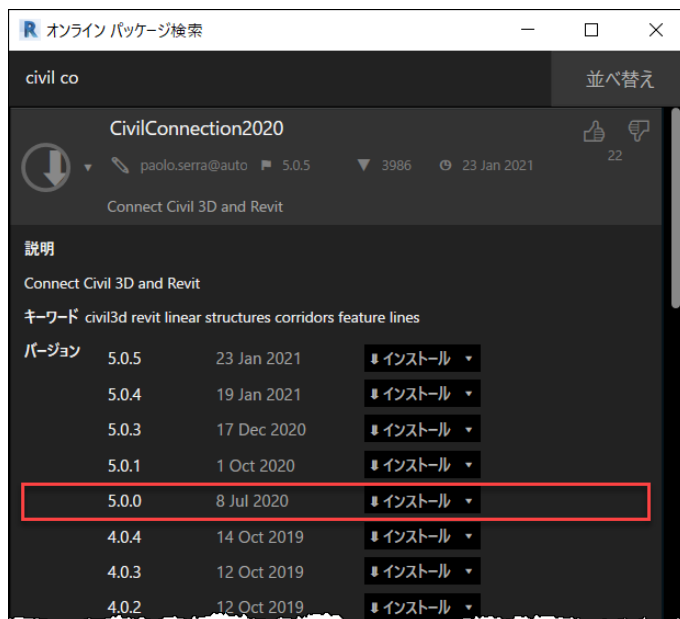 R オンライン パッケージ検索
civil co 並べ替え
CivilConnection2020
paolo.serra@auto 5.0.5 3986 23 Jan 2021 22
Connect Civil 3D and Revit
説明
Connect Civil 3D and Revit
キーワード civil3d revit linear structures corridors feature lines
バージョン 5.0.5 23 Jan 2021 インストール
5.0.4 19 Jan 2021 インストール
5.0.3 17 Dec 2020 インストール
5.0.1 1 Oct 2020 インストール
5.0.0 8 Jul 2020 インストール
4.0.4 14 Oct 2019 インストール
4.0.3 12 Oct 2019 インストール
4.0.2 12 Oct 2019 インストール